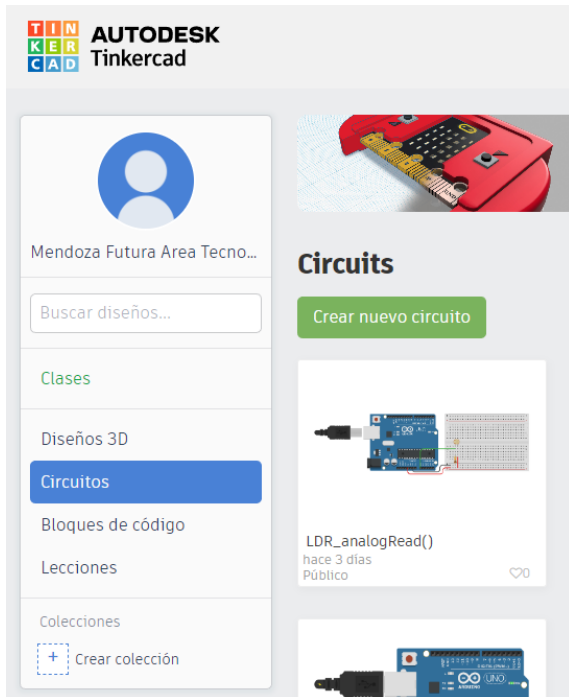 TIN
KER
CAD
AUTODESK
Tinkercad
Mendoza Futura Area Tecno...
Buscar diseños...
Clases
Diseños 3D
Circuitos
Bloques de código
Lecciones
Colecciones
+ Crear colección
Circuits
Crear nuevo circuito
LDR_analogRead()
hace 3 días
Público
0
UNO